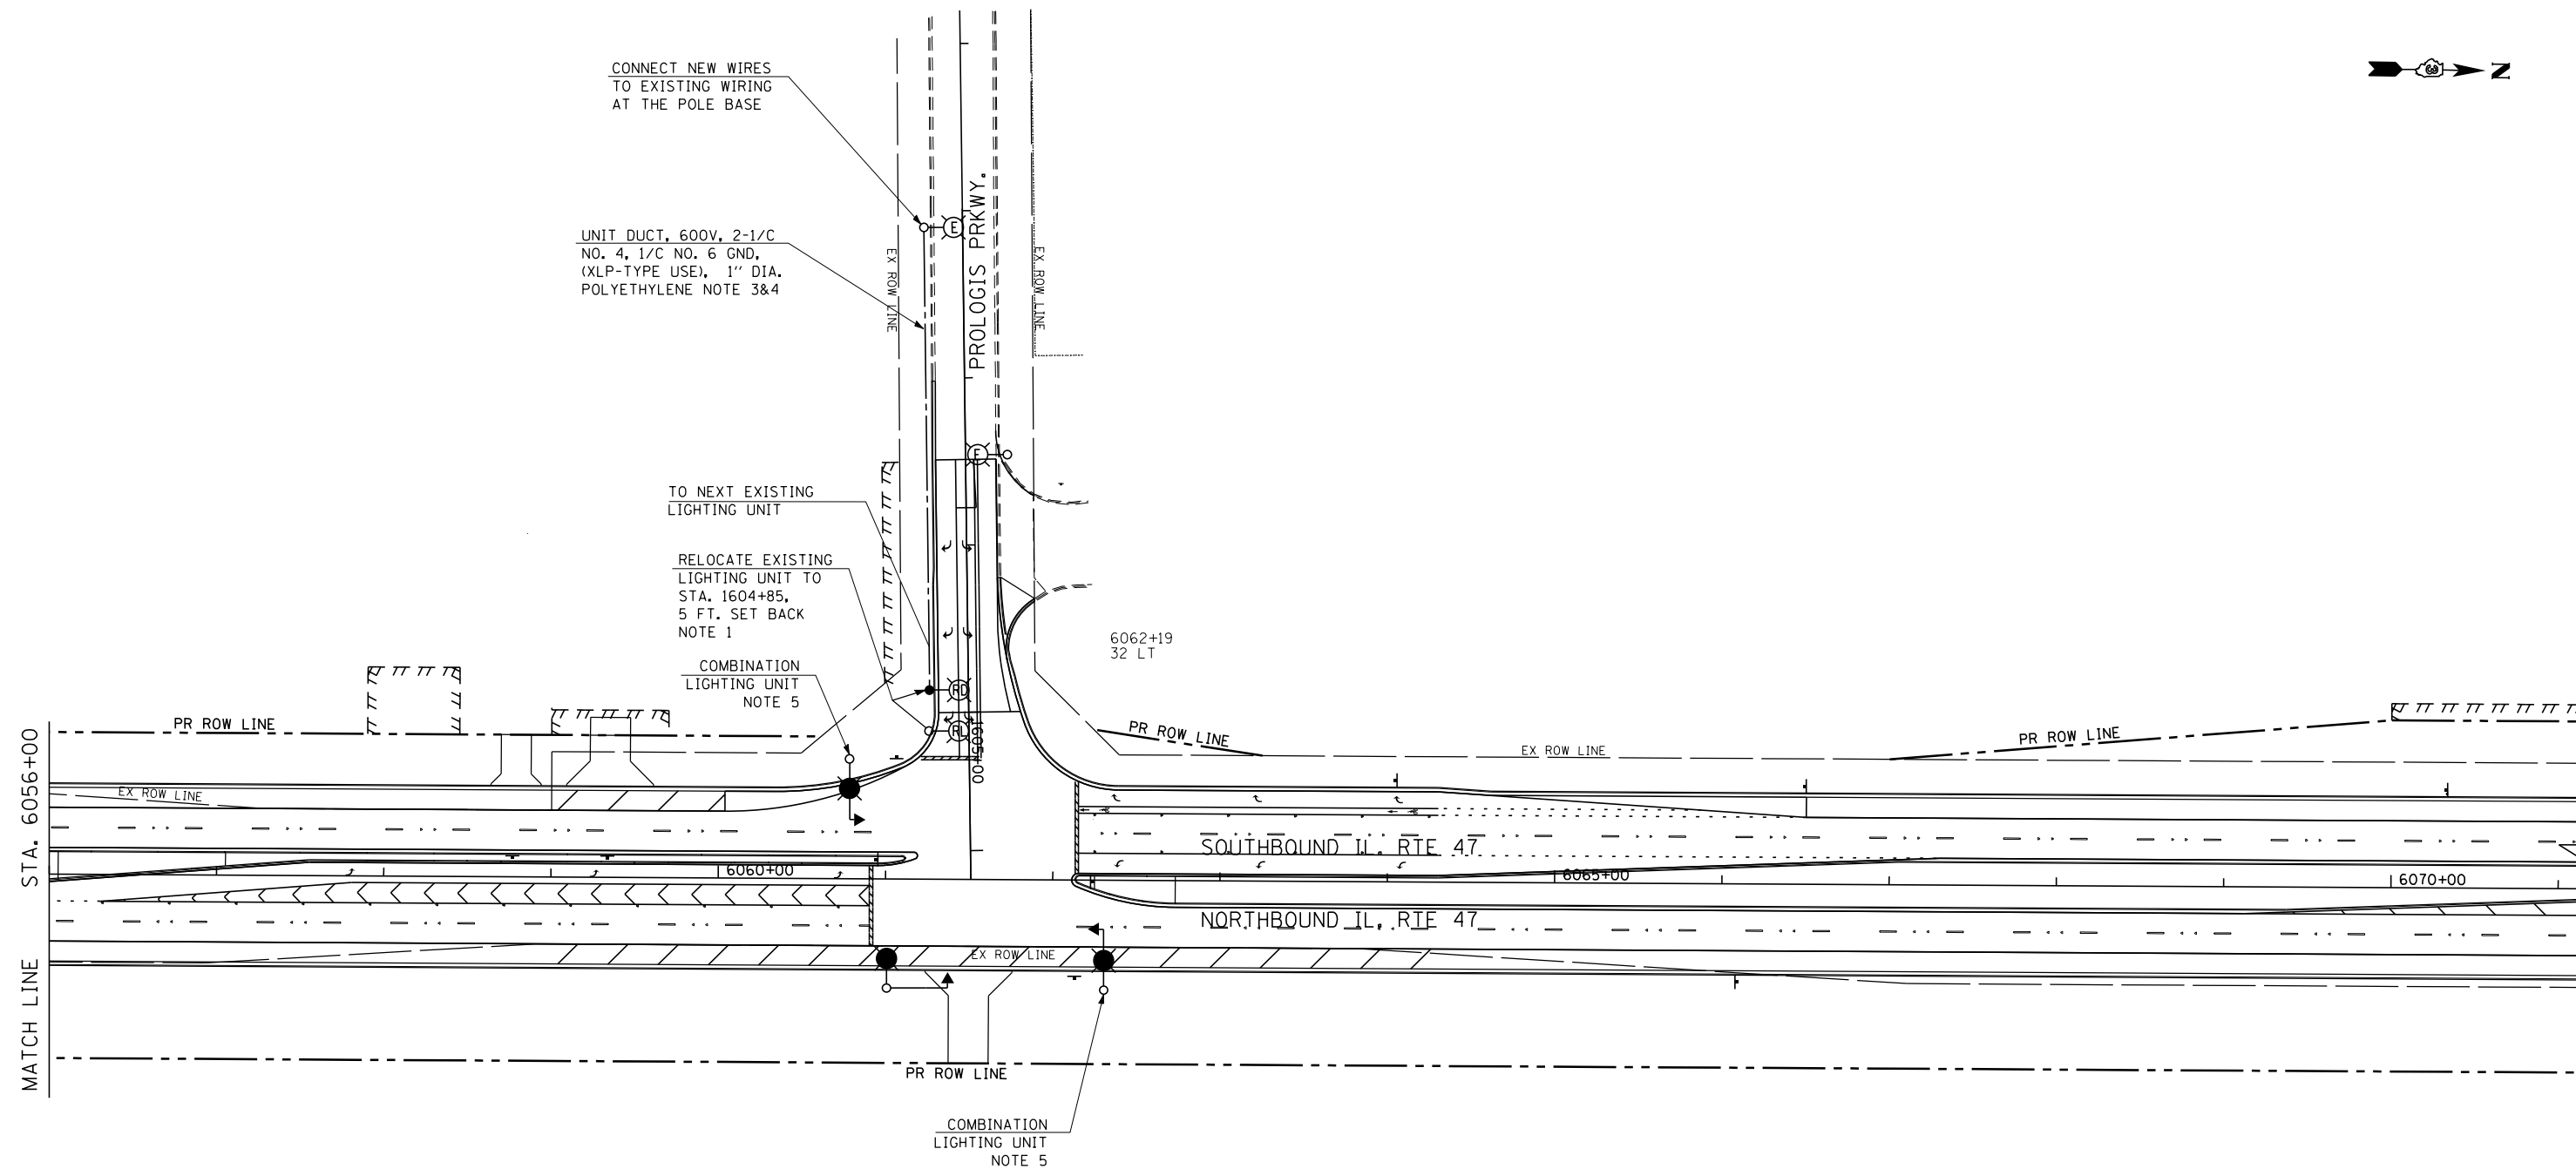 CONNECT NEW WIRES
TO EXISTING WIRING
AT THE POLE BASE
N
UNIT DUCT, 600V, 2-1/C
NO. 4, 1/C NO. 6 GND,
(XLP-TYPE USE), 1'' DIA.
POLYETHYLENE NOTE 3&4
E
EX ROW LINE
PROLOGIS PRKWY.
EX ROW LINE
E
TO NEXT EXISTING
LIGHTING UNIT
RELOCATE EXISTING
LIGHTING UNIT TO
STA. 1604+85,
5 FT. SET BACK
NOTE 1
6062+19
32 LT
COMBINATION
LIGHTING UNIT
NOTE 5
RD
RL
1605+00
PR ROW LINE
PR ROW LINE
PR ROW LINE
EX ROW LINE
EX ROW LINE
MATCH LINE STA. 6056+00
SOUTHBOUND IL. RTE 47
6060+00
6065+00
6070+00
NORTHBOUND IL. RTE 47
EX ROW LINE
PR ROW LINE
COMBINATION
LIGHTING UNIT
NOTE 5